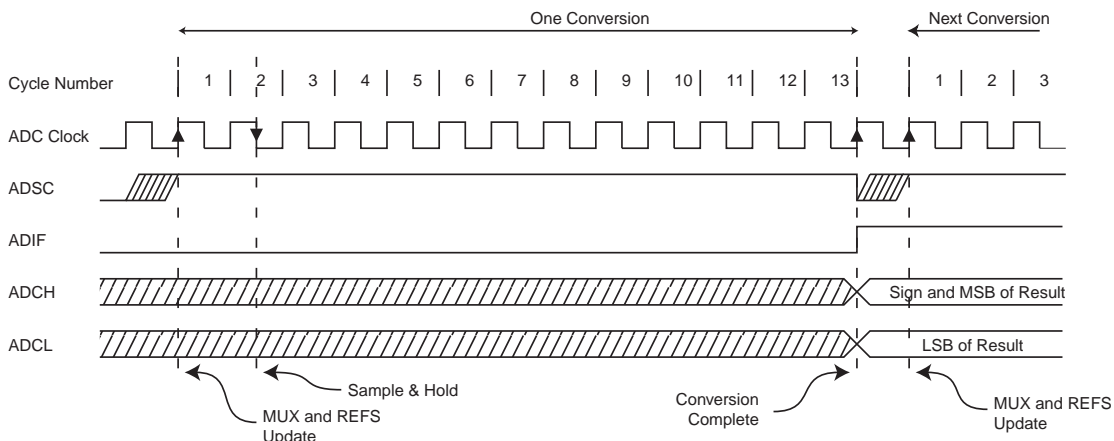 One Conversion
Next Conversion
Cycle Number
1 2 3 4 5 6 7 8 9 10 11 12 13 1 2 3
ADC Clock
ADSC
ADIF
ADCH
Sign and MSB of Result
ADCL
LSB of Result
MUX and REFS
Update
Sample & Hold
Conversion
Complete
MUX and REFS
Update